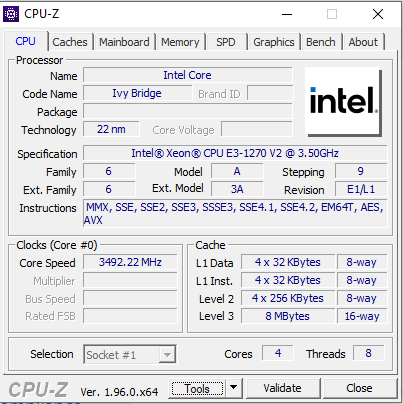 CPU-Z
CPU Caches Mainboard Memory SPD Graphics Bench About
Processor
Name Intel Core
Code Name Ivy Bridge Brand ID
Package
Technology 22 nm Core Voltage
intel.
Specification Intel® Xeon® CPU E3-1270 V2 @ 3.50GHz
Family 6 Model A Stepping 9
Ext. Family 6 Ext. Model 3A Revision E1/L1
Instructions MMX, SSE, SSE2, SSE3, SSSE3, SSE4.1, SSE4.2, EM64T, AES,
AVX
Clocks (Core #0)
Core Speed 3492.22 MHz
Multiplier
Bus Speed
Rated FSB
Cache
L1 Data 4 x 32 KBytes 8-way
L1 Inst. 4 x 32 KBytes 8-way
Level 2 4 x 256 KBytes 8-way
Level 3 8 MBytes 16-way
Selection Socket #1 Cores 4 Threads 8
CPU-Z Ver. 1.96.0.x64 Tools Validate Close